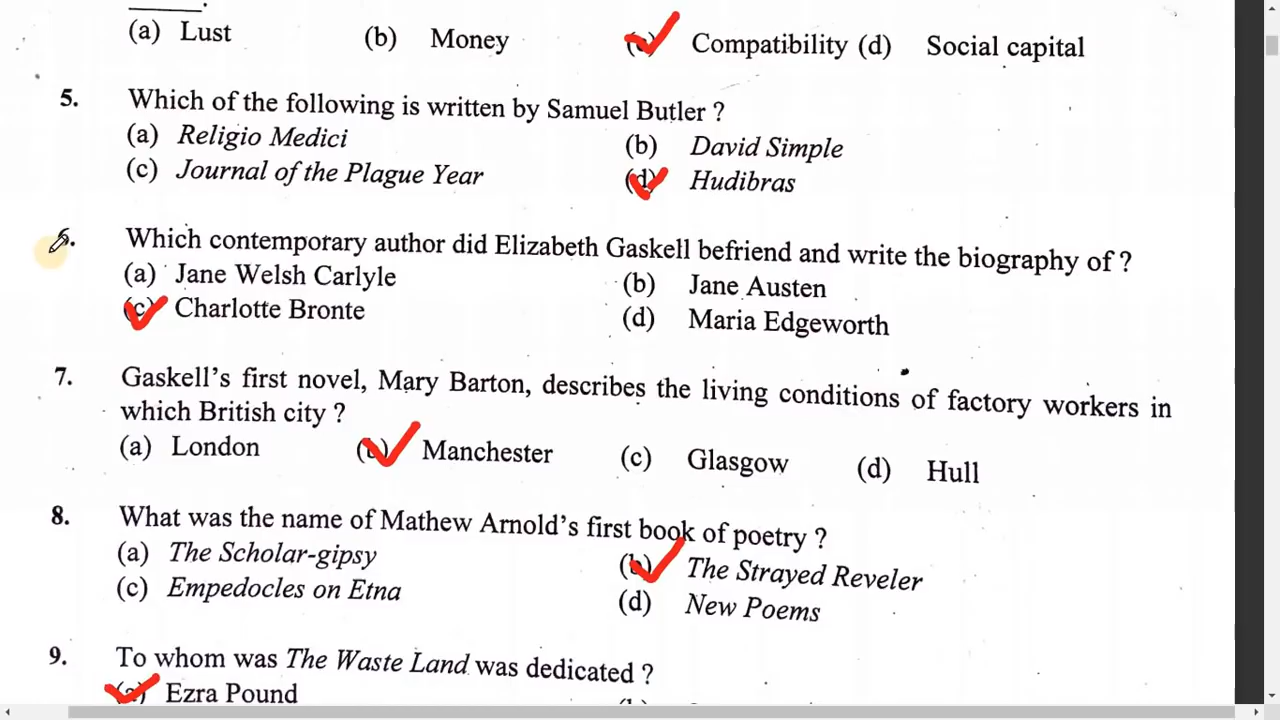 ______.
(a) Lust (b) Money (c) Compatibility (d) Social capital
5. Which of the following is written by Samuel Butler ?
(a) Religio Medici (b) David Simple
(c) Journal of the Plague Year (d) Hudibras
6. Which contemporary author did Elizabeth Gaskell befriend and write the biography of ?
(a) Jane Welsh Carlyle (b) Jane Austen
(c) Charlotte Bronte (d) Maria Edgeworth
7. Gaskell's first novel, Mary Barton, describes the living conditions of factory workers in
which British city ?
(a) London (b) Manchester (c) Glasgow (d) Hull
8. What was the name of Mathew Arnold's first book of poetry ?
(a) The Scholar-gipsy (b) The Strayed Reveler
(c) Empedocles on Etna (d) New Poems
9. To whom was The Waste Land was dedicated ?
(a) Ezra Pound